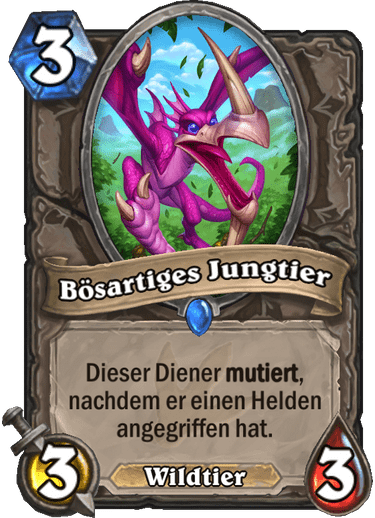 3
Bösartiges Jungtier
Dieser Diener mutiert,
nachdem er einen Helden
angegriffen hat.
3
Wildtier
3